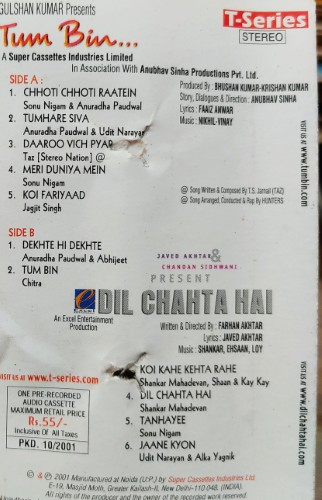 GULSHAN KUMAR Presents
T-Series
STEREO
Tum Bin...
A Super Cassettes Industries Limited
In Association With Anubhav Sinha Productions Pvt. Ltd.
SIDE A :
1. CHHOTI CHHOTI RAATEIN
Sonu Nigam & Anuradha Paudwal
2. TUMHARE SIVA
Anuradha Paudwal & Udit Narayan
3. DAAROO VICH PYAR
Taz [Stereo Nation] @
4. MERI DUNIYA MEIN
Sonu Nigam
5. KOI FARIYAAD
Jagjit Singh
Produced By : BHUSHAN KUMAR-KRISHAN KUMAR
Story, Dialogues & Direction : ANUBHAV SINHA
Lyrics : FAAIZ ANWAR
Music : NIKHIL-VINAY
@ Song Written & Composed By T.S. Jarnail (TAZ)
@ Song Arranged, Conducted & Rap By HUNTERS
visit us at www.tumbin.com
SIDE B
1. DEKHTE HI DEKHTE
Anuradha Paudwal & Abhijeet
2. TUM BIN
Chitra
JAVED AKHTAR &
CHANDAN SIDHWANI
PRESENT
DIL CHAHTA HAI
An Excel Entertainment
Production
Written & Directed By : FARHAN AKHTAR
Lyrics : JAVED AKHTAR
Music : SHANKAR, EHSAAN, LOY
KOI KAHE KEHTA RAHE
Shankar Mahadevan, Shaan & Kay Kay
4. DIL CHAHTA HAI
Shankar Mahadevan
5. TANHAYEE
Sonu Nigam
6. JAANE KYON
Udit Narayan & Alka Yagnik
visit us at www.dilchahtahai.com
VISIT US AT www.t-series.com
ONE PRE-RECORDED
AUDIO CASSETTE
MAXIMUM RETAIL PRICE
Rs.55/-
Inclusive Of All Taxes
PKD. 10/2001
© & ℗ 2001 Manufactured at Noida (U.P.) by Super Cassettes Industries Ltd.
E-19, Masjid Moth, Greater Kailash-II, New Delhi-110 048. (INDIA).
All rights of the producer and the owner of the recorded work reserved.